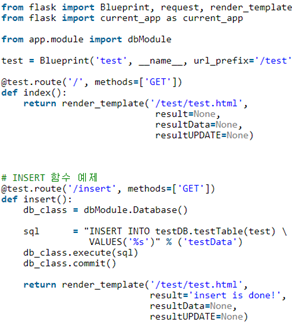 from flask import Blueprint, request, render_template
from flask import current_app as current_app
from app.module import dbModule
test = Blueprint('test', __name__, url_prefix='/test'
@test.route('/', methods=['GET'])
def index():
    return render_template('/test/test.html',
                            result=None,
                            resultData=None,
                            resultUPDATE=None)
# INSERT 함수 예제
@test.route('/insert', methods=['GET'])
def insert():
    db_class = dbModule.Database()
    sql      = "INSERT INTO testDB.testTable(test) \
                VALUES('%s')" % ('testData')
    db_class.execute(sql)
    db_class.commit()
    return render_template('/test/test.html',
                           result='insert is done!',
                           resultData=None,
                           resultUPDATE=None)